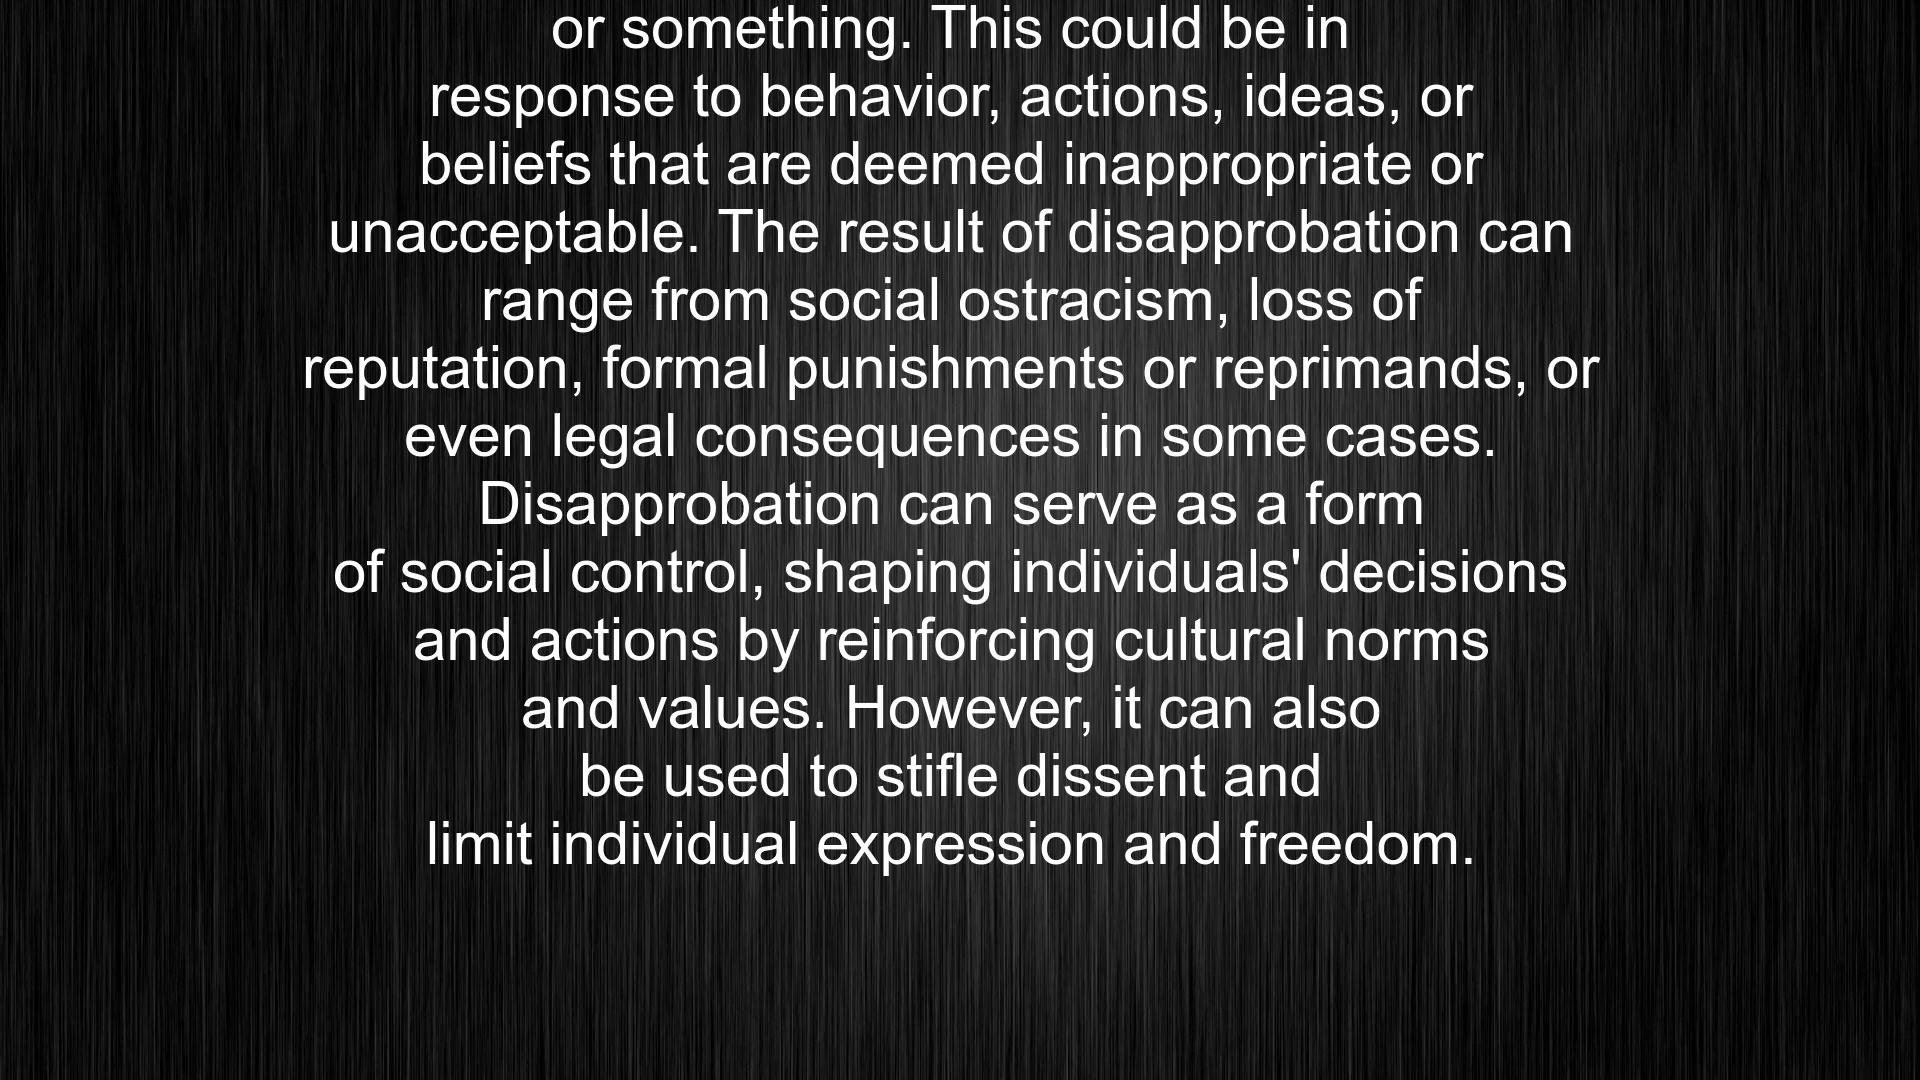 or something. This could be in
response to behavior, actions, ideas, or
beliefs that are deemed inappropriate or
unacceptable. The result of disapprobation can
range from social ostracism, loss of
reputation, formal punishments or reprimands, or
even legal consequences in some cases.
Disapprobation can serve as a form
of social control, shaping individuals' decisions
and actions by reinforcing cultural norms
and values. However, it can also
be used to stifle dissent and
limit individual expression and freedom.